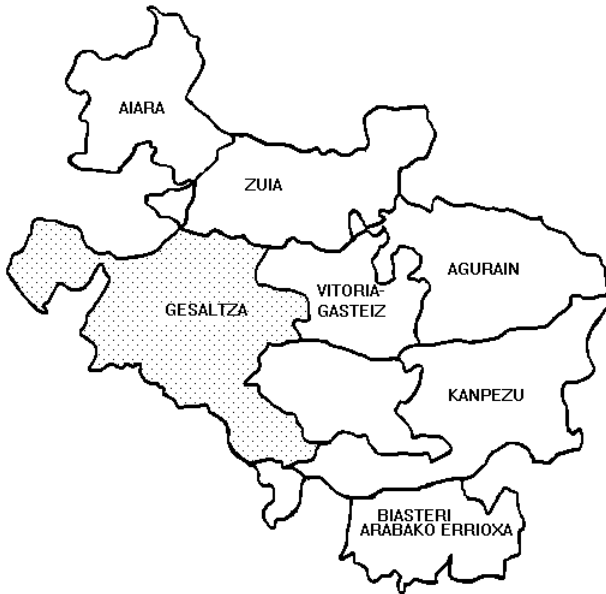 AIARA
ZUIA
AGURAIN
VITORIA-
GASTEIZ
GESALTZA
KANPEZU
BIASTERI
ARABAKO ERRIOXA